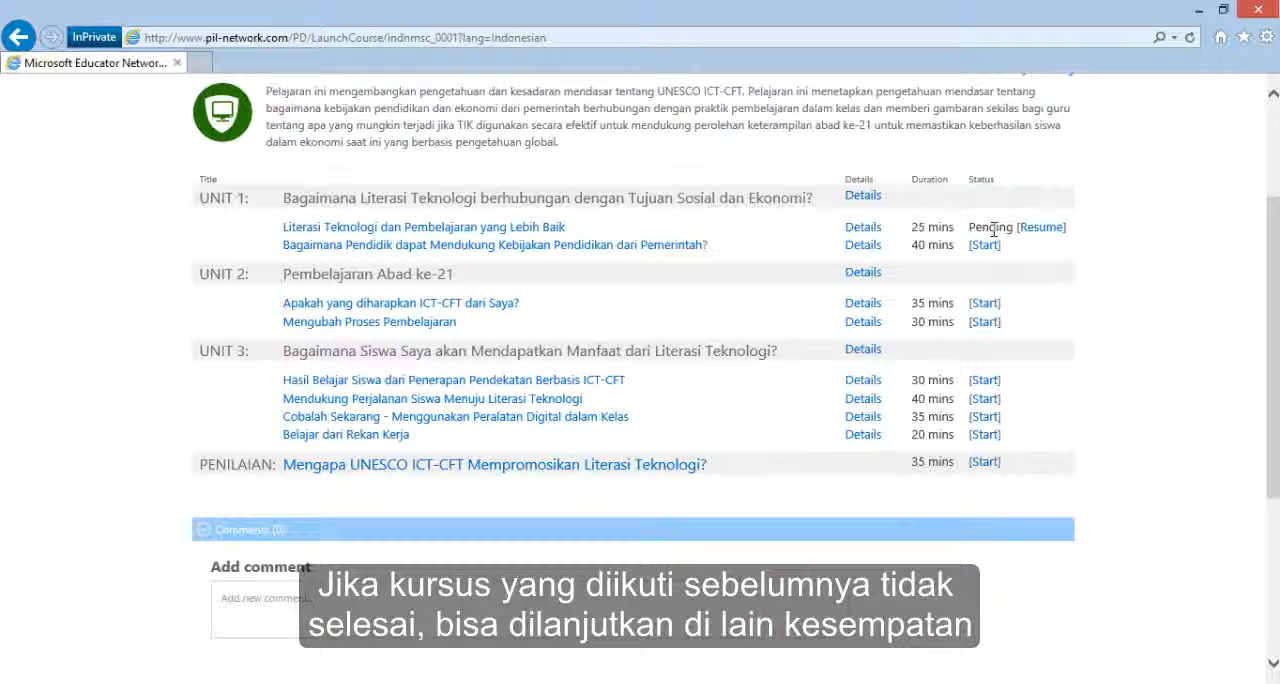 InPrivate
http://www.pil-network.com/PD/LaunchCourse/indnmsc_0001?lang=Indonesian
Microsoft Educator Networ...
Pelajaran ini mengembangkan pengetahuan dan kesadaran mendasar tentang UNESCO ICT-CFT. Pelajaran ini menetapkan pengetahuan mendasar tentang
bagaimana kebijakan pendidikan dan ekonomi dari pemerintah berhubungan dengan praktik pembelajaran dalam kelas dan memberi gambaran sekilas bagi guru
tentang apa yang mungkin terjadi jika TIK digunakan secara efektif untuk mendukung perolehan keterampilan abad ke-21 untuk memastikan keberhasilan siswa
dalam ekonomi saat ini yang berbasis pengetahuan global.
Title Details Duration Status
UNIT 1: Bagaimana Literasi Teknologi berhubungan dengan Tujuan Sosial dan Ekonomi? Details
Literasi Teknologi dan Pembelajaran yang Lebih Baik Details 25 mins Pending [Resume]
Bagaimana Pendidik dapat Mendukung Kebijakan Pendidikan dari Pemerintah? Details 40 mins [Start]
UNIT 2: Pembelajaran Abad ke-21 Details
Apakah yang diharapkan ICT-CFT dari Saya? Details 35 mins [Start]
Mengubah Proses Pembelajaran Details 30 mins [Start]
UNIT 3: Bagaimana Siswa Saya akan Mendapatkan Manfaat dari Literasi Teknologi? Details
Hasil Belajar Siswa dari Penerapan Pendekatan Berbasis ICT-CFT Details 30 mins [Start]
Mendukung Perjalanan Siswa Menuju Literasi Teknologi Details 40 mins [Start]
Cobalah Sekarang - Menggunakan Peralatan Digital dalam Kelas Details 35 mins [Start]
Belajar dari Rekan Kerja Details 20 mins [Start]
PENILAIAN: Mengapa UNESCO ICT-CFT Mempromosikan Literasi Teknologi? 35 mins [Start]
Comments (0)
Add comment
Add new comment..
Jika kursus yang diikuti sebelumnya tidak
selesai, bisa dilanjutkan di lain kesempatan